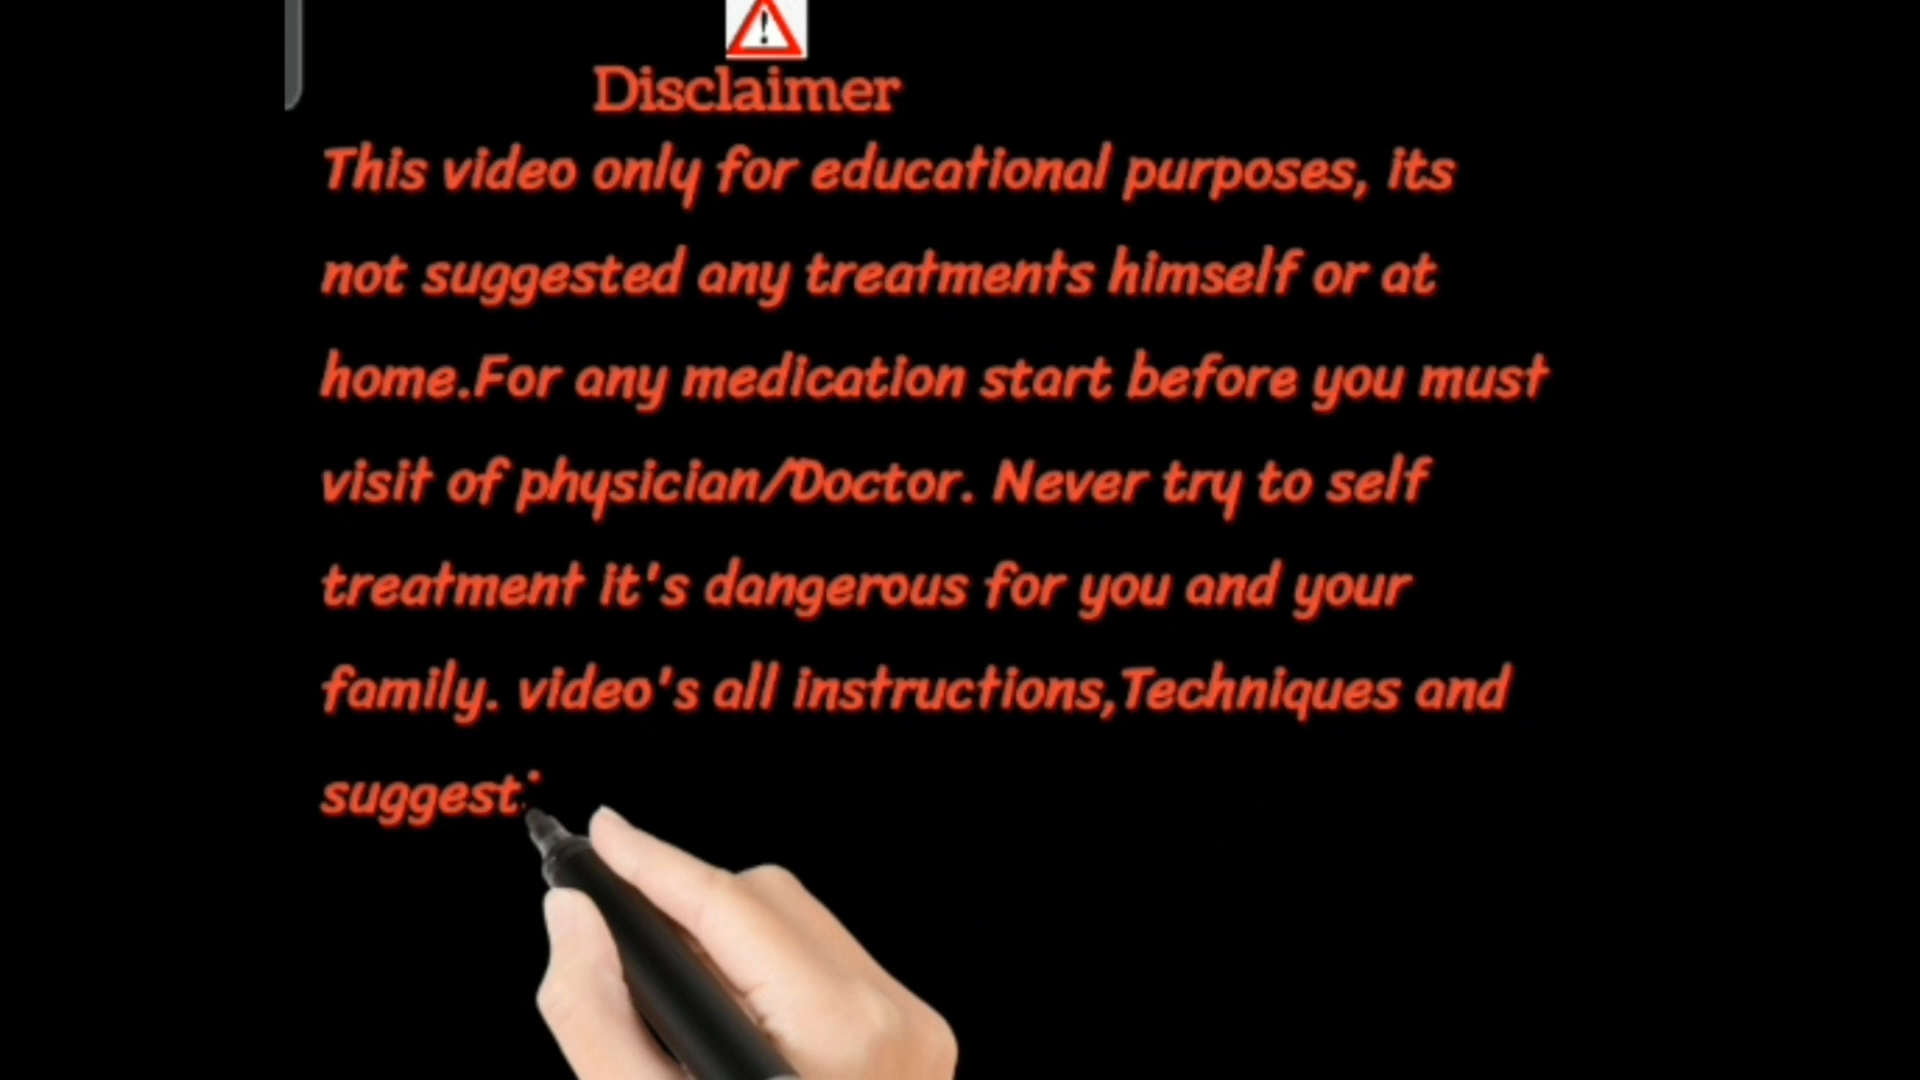 Disclaimer
This video only for educational purposes, its
not suggested any treatments himself or at
home.For any medication start before you must
visit of physician/Doctor. Never try to self
treatment it's dangerous for you and your
family. video's all instructions,Techniques and
suggest